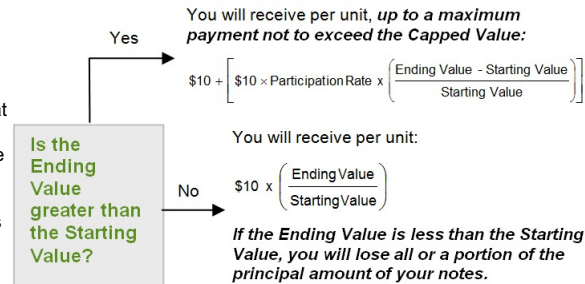 You will receive per unit, up to a maximum
payment not to exceed the Capped Value:
Yes
$10 + [ $10 × Participation Rate x ( Ending Value - Starting Value / Starting Value ) ]
Is the
Ending
Value
greater than
the Starting
Value?
You will receive per unit:
No
$10 x ( Ending Value / Starting Value )
If the Ending Value is less than the Starting
Value, you will lose all or a portion of the
principal amount of your notes.